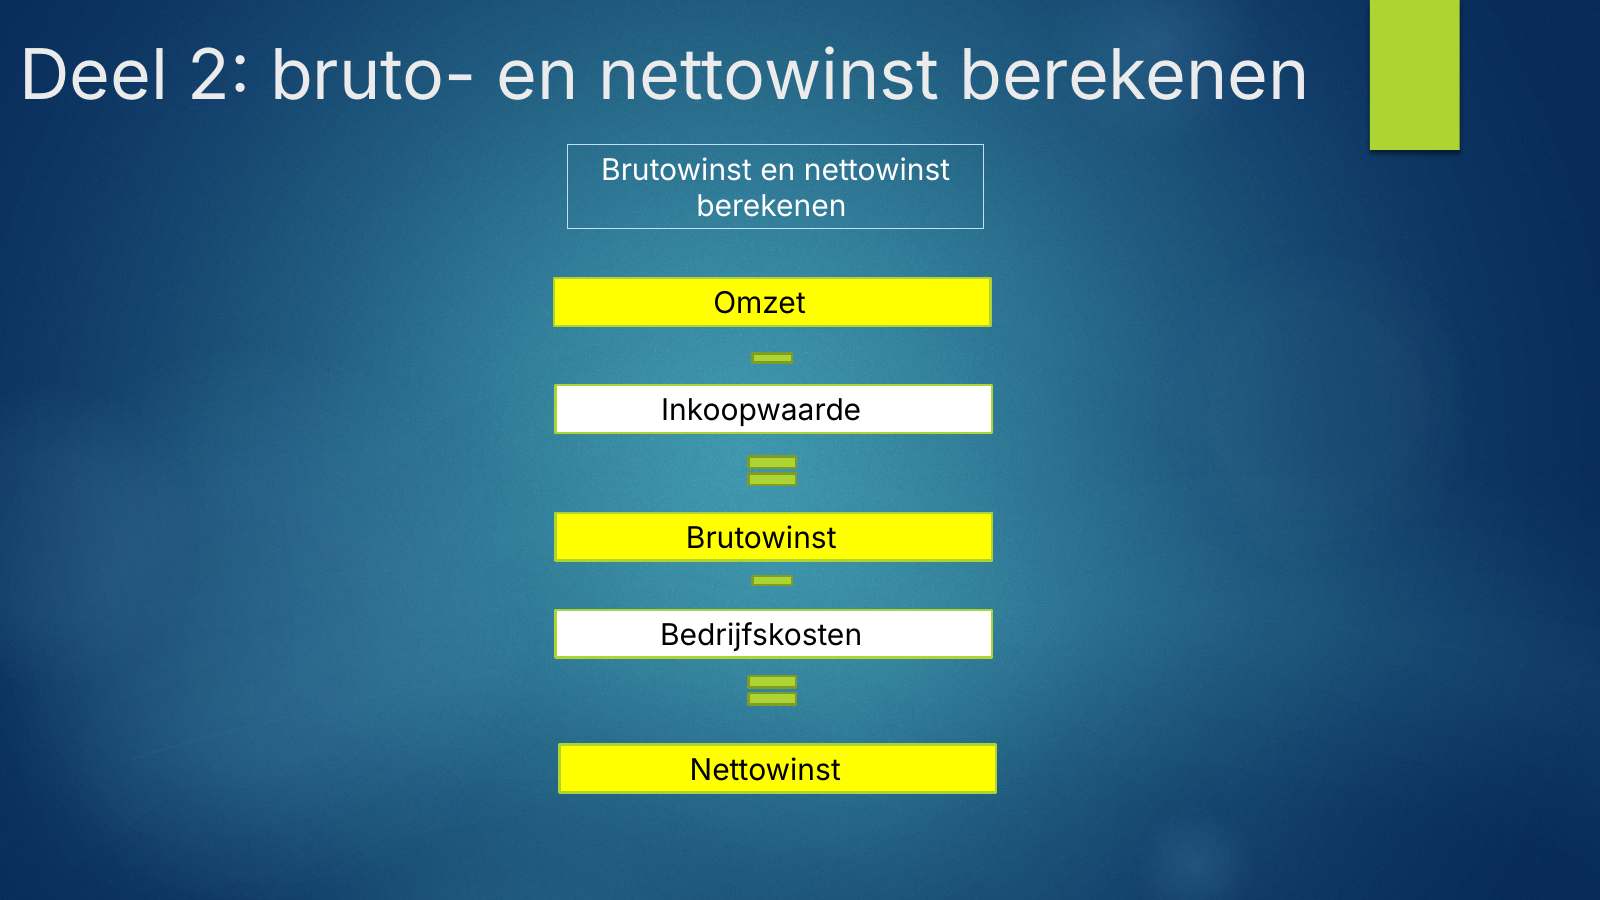 Deel 2: bruto- en nettowinst berekenen
Brutowinst en nettowinst
berekenen
Omzet
Inkoopwaarde
Brutowinst
Bedrijfskosten
Nettowinst